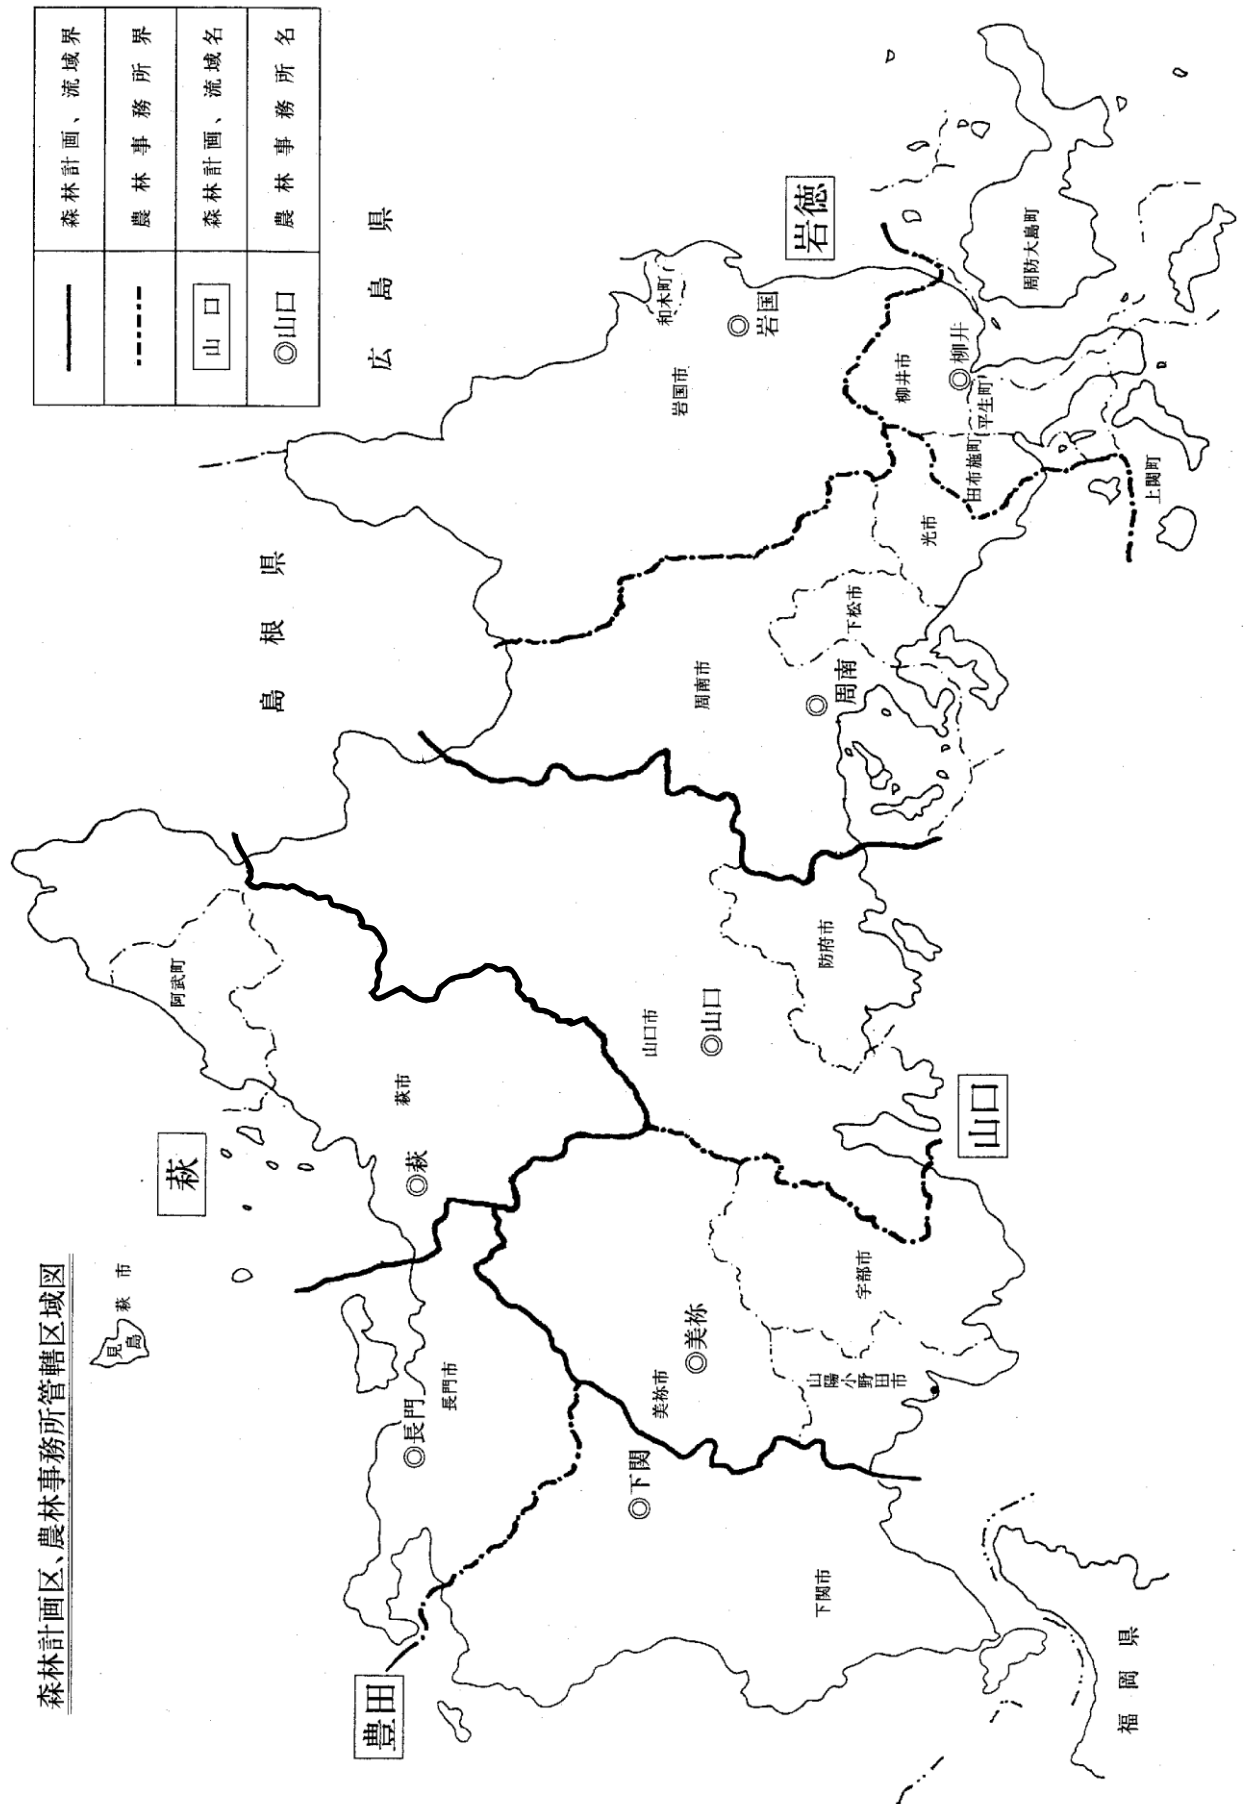 森林計画区、農林事務所管轄区域図
森林計画、流域界
農林事務所界
山口
森林計画、流域名
◎山口
農林事務所名
見島
萩市
萩
豊田
山口
岩徳
島根県
広島県
福岡県
阿武町
萩市
◎萩
◎長門
長門市
◎下関
下関市
◎美祢
美祢市
山陽小野田市
宇部市
山口市
◎山口
防府市
周南市
◎周南
下松市
光市
岩国市
◎岩国
和木町
柳井市
◎柳井
田布施町
平生町
上関町
周防大島町